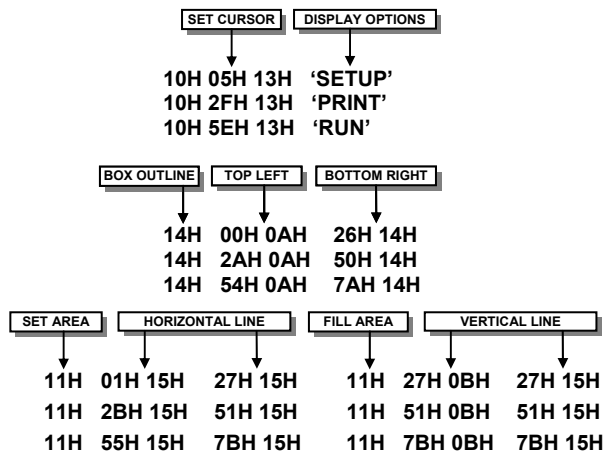 SET CURSOR DISPLAY OPTIONS
10H 05H 13H ‘SETUP’
10H 2FH 13H ‘PRINT’
10H 5EH 13H ‘RUN’
BOX OUTLINE TOP LEFT BOTTOM RIGHT
14H 00H 0AH 26H 14H
14H 2AH 0AH 50H 14H
14H 54H 0AH 7AH 14H
SET AREA HORIZONTAL LINE FILL AREA VERTICAL LINE
11H 01H 15H 27H 15H 11H 27H 0BH 27H 15H
11H 2BH 15H 51H 15H 11H 51H 0BH 51H 15H
11H 55H 15H 7BH 15H 11H 7BH 0BH 7BH 15H